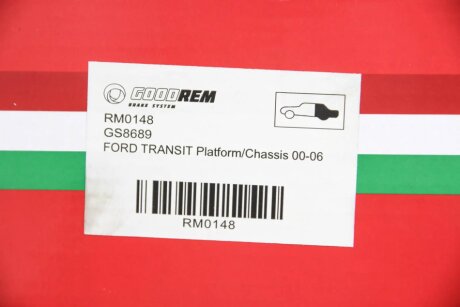 GOODREM
BRAKE SYSTEM
RM0148
GS8689
FORD TRANSIT Platform/Chassis 00-06
RM0148